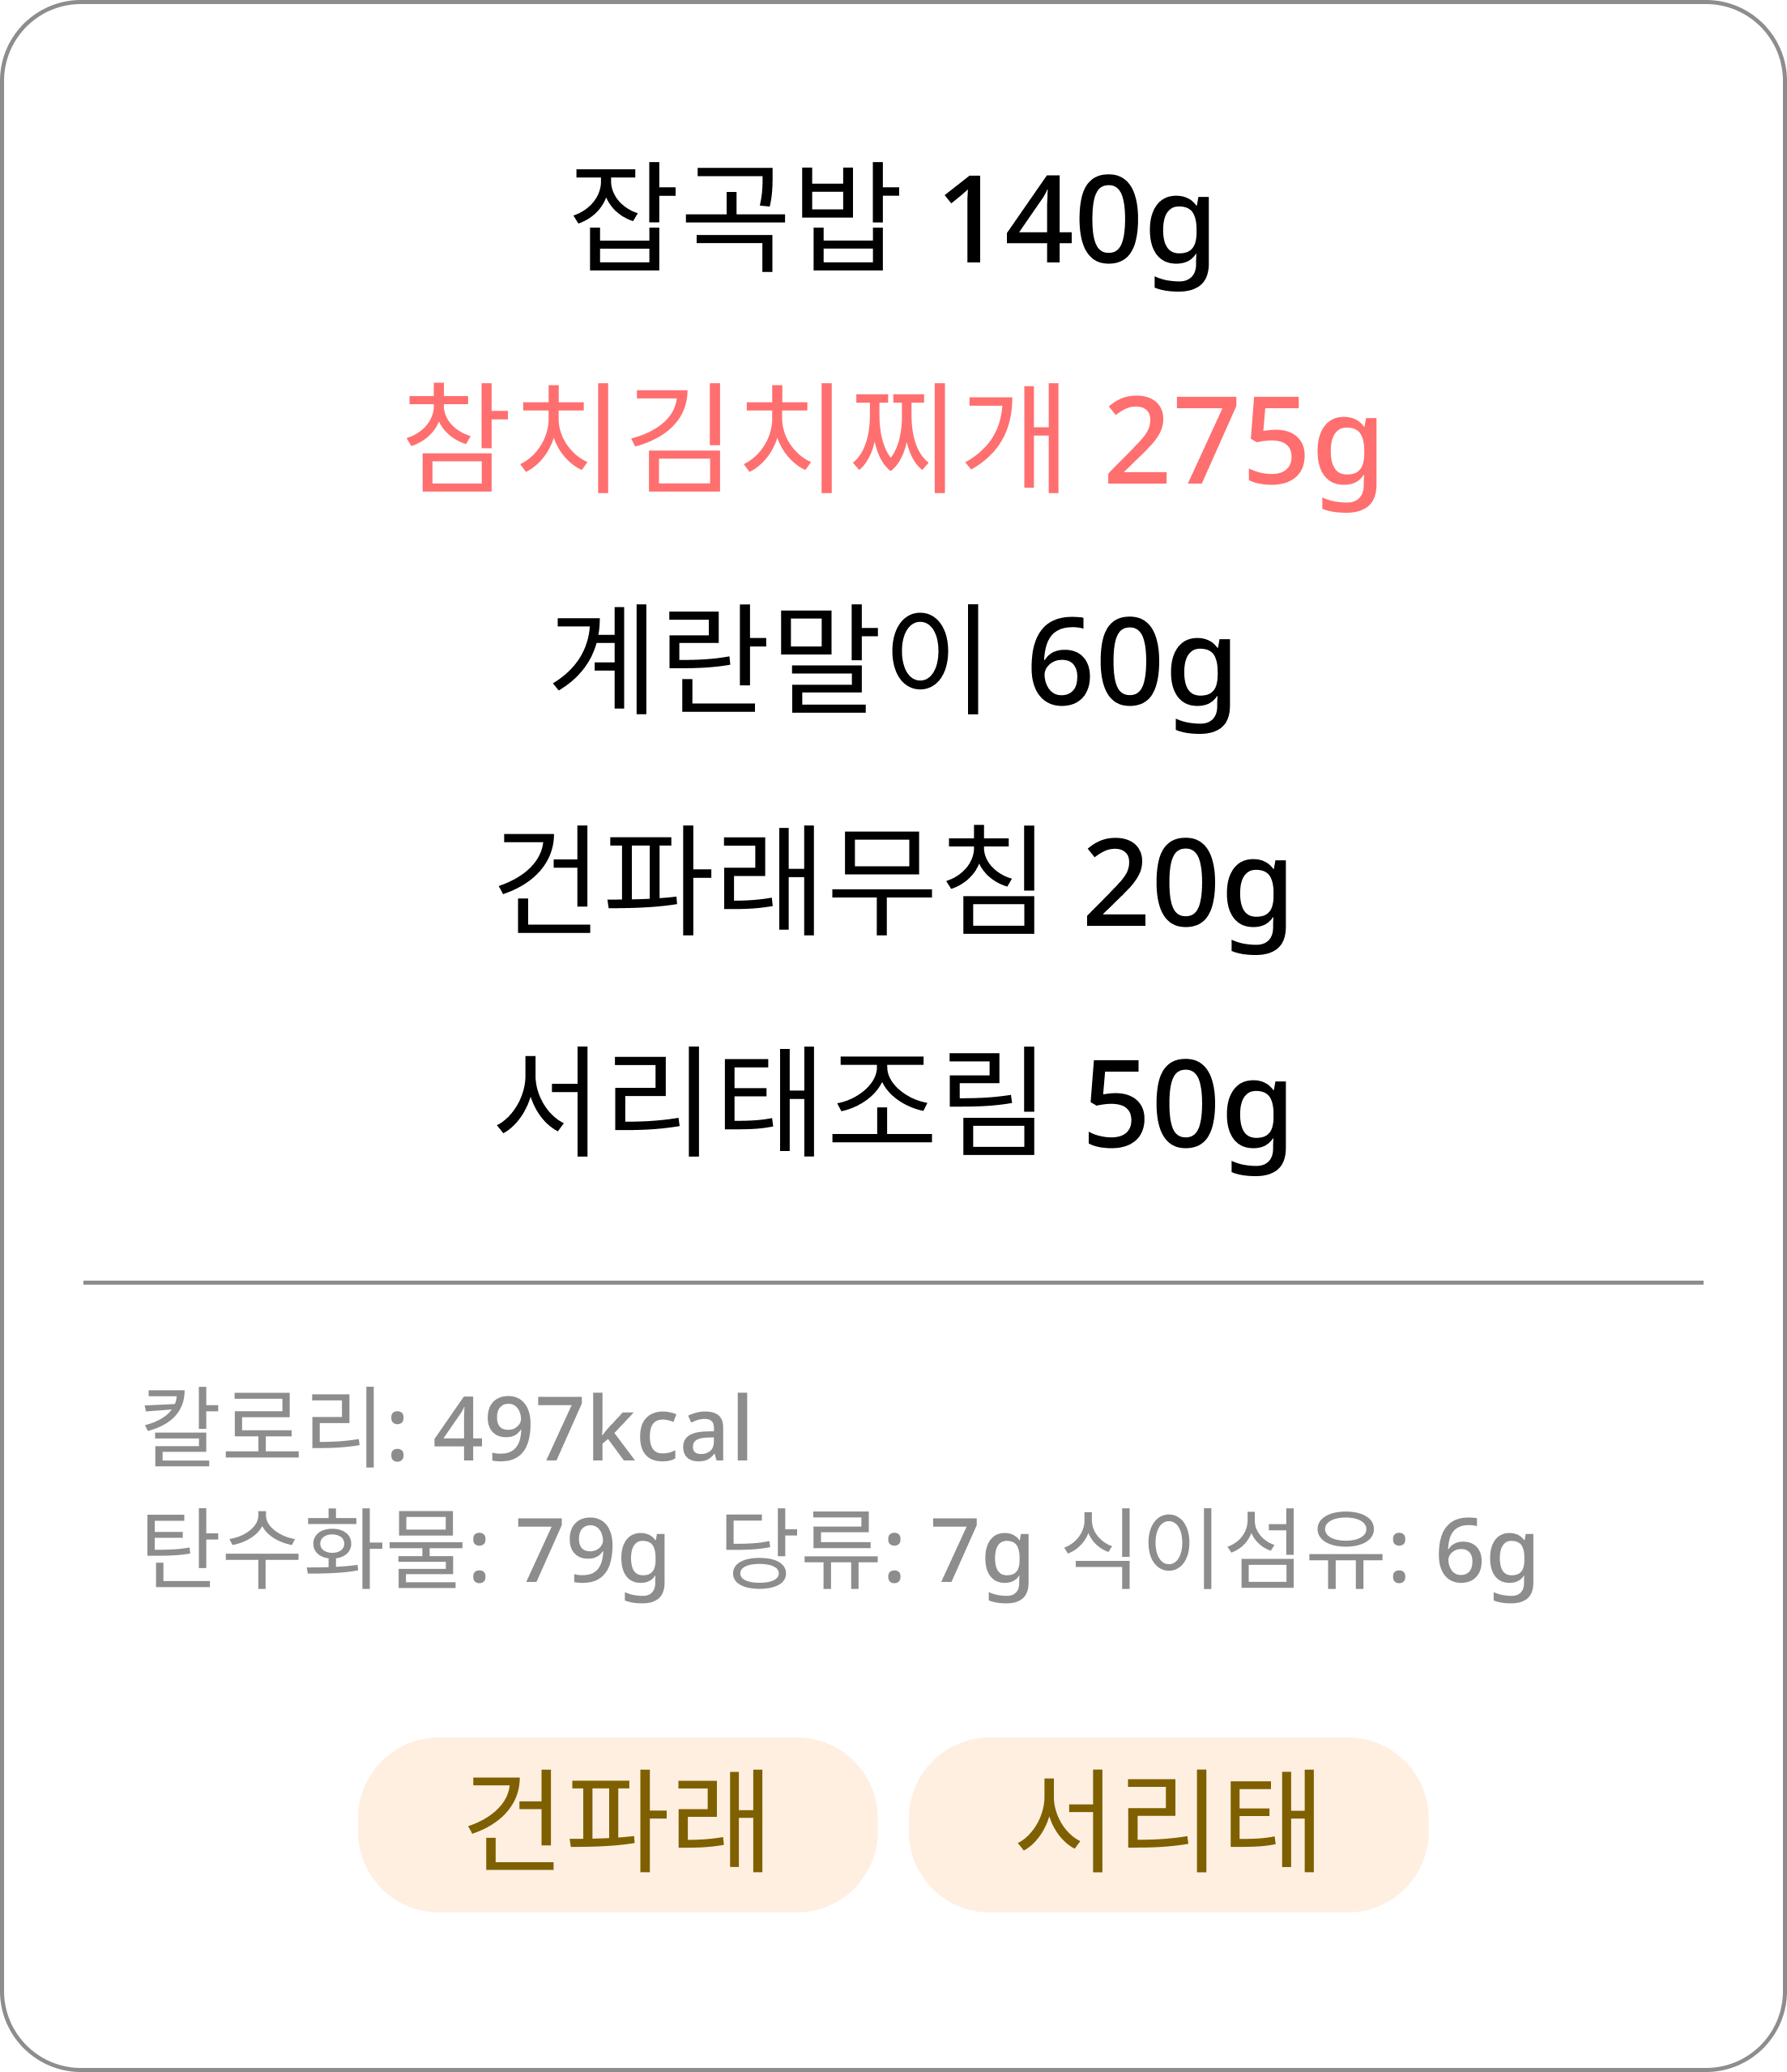 잡곡밥 140g
참치김치찌개 275g
계란말이 60g
건파래무침 20g
서리태조림 50g
칼로리: 497kcal
탄수화물: 79g 당류: 7g 식이섬유: 6g
건파래 서리태